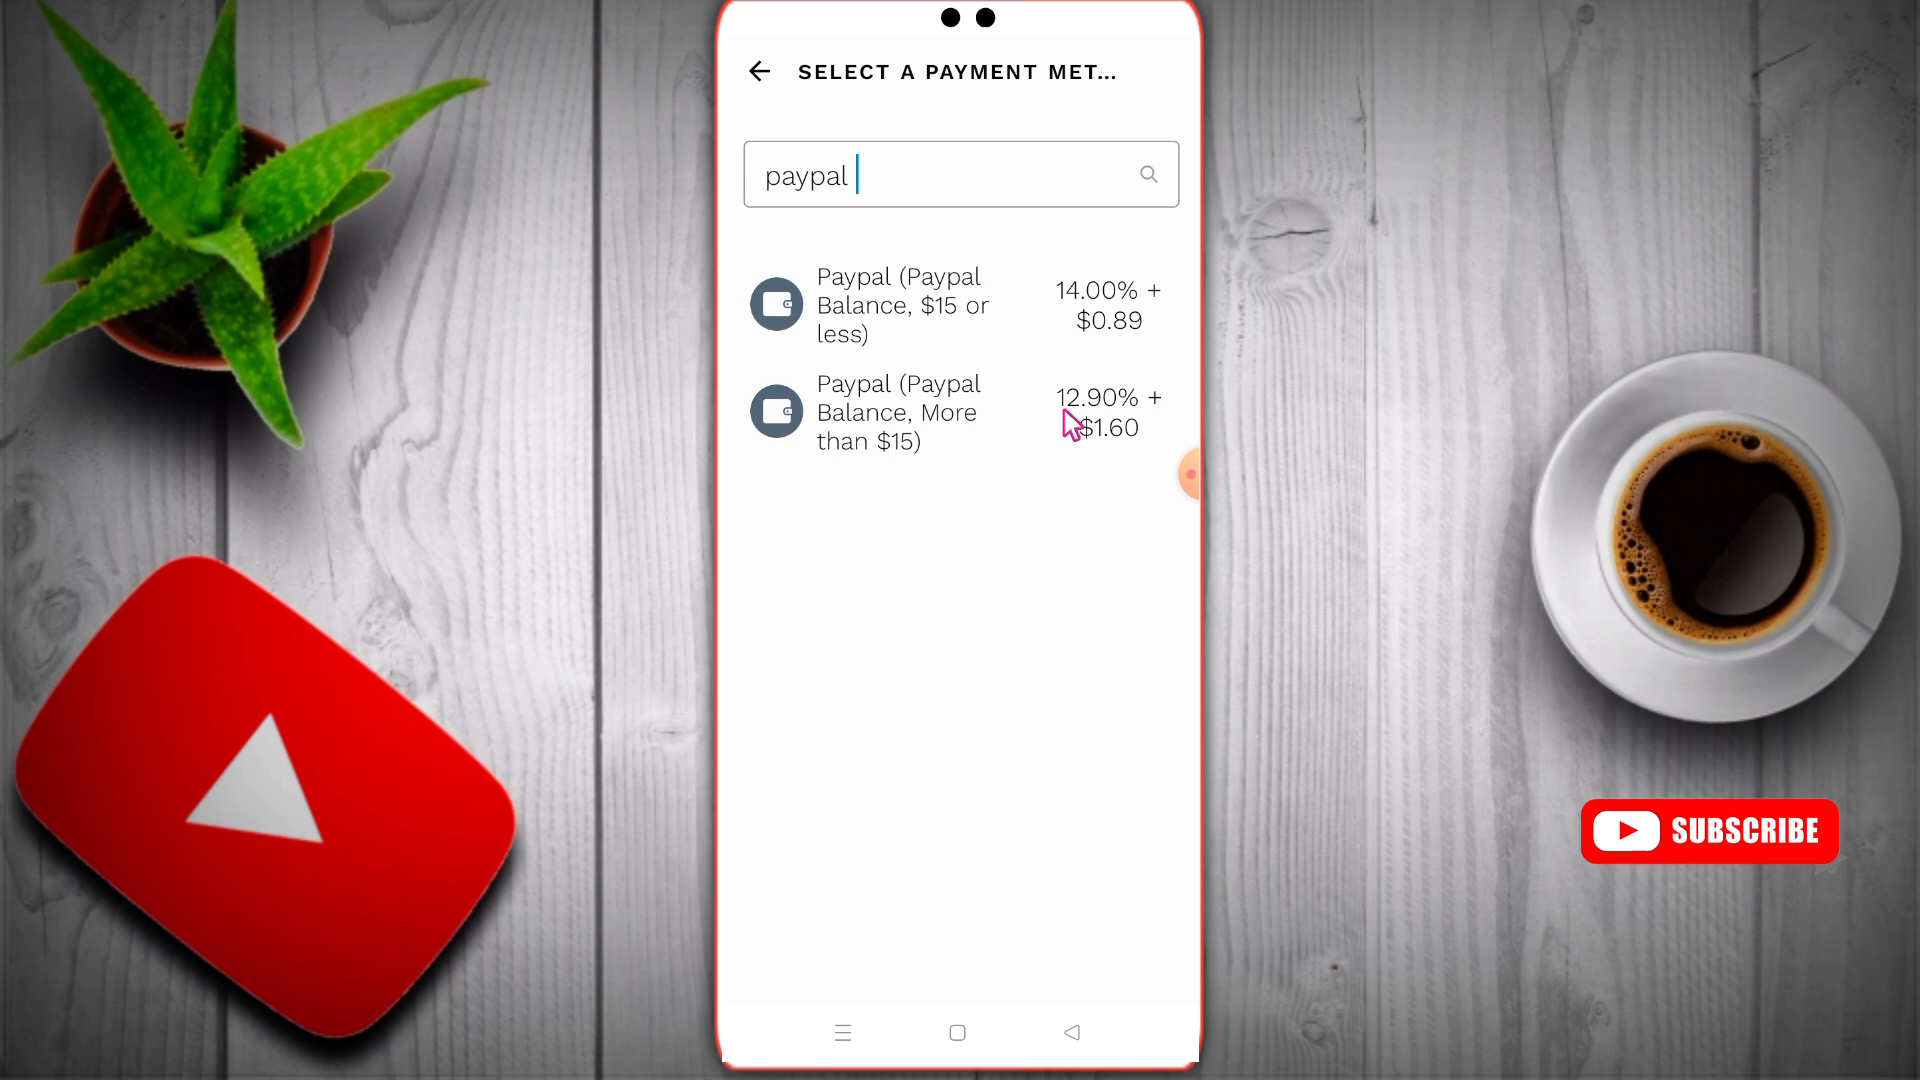 SELECT A PAYMENT MET...
paypal
Paypal (Paypal
Balance, $15 or
less)
14.00% +
$0.89
Paypal (Paypal
Balance, More
than $15)
12.90% +
$1.60
SUBSCRIBE